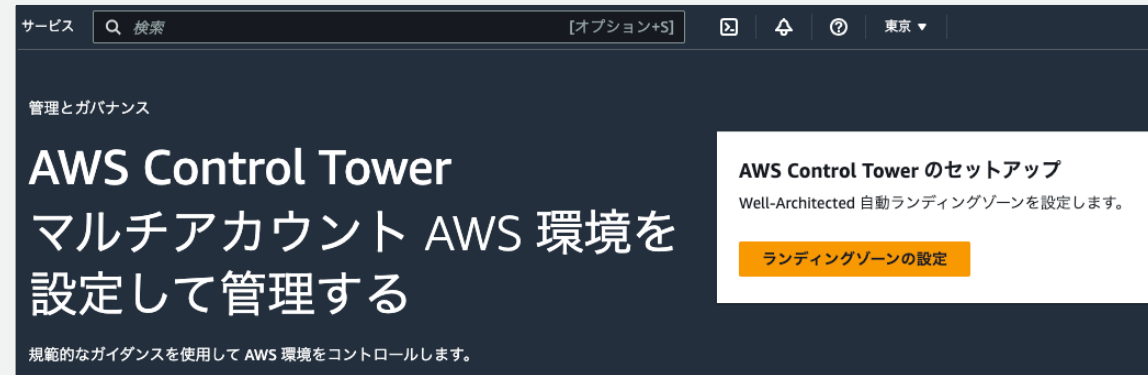 サービス 検索 [オプション+S] 東京 ▼
管理とガバナンス
AWS Control Tower
マルチアカウント AWS 環境を
設定して管理する
規範的なガイダンスを使用して AWS 環境をコントロールします。
AWS Control Tower のセットアップ
Well-Architected 自動ランディングゾーンを設定します。
ランディングゾーンの設定